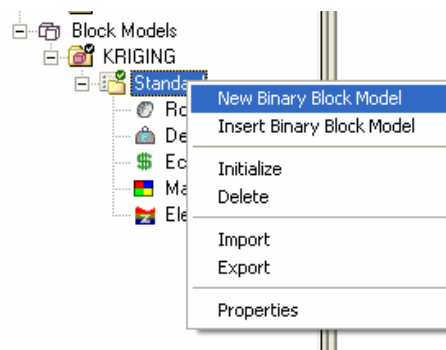 Block Models
KRIGING
Standa
New Binary Block Model
Ro
Insert Binary Block Model
De
Ec
Initialize
Ma
Delete
Ele
Import
Export
Properties